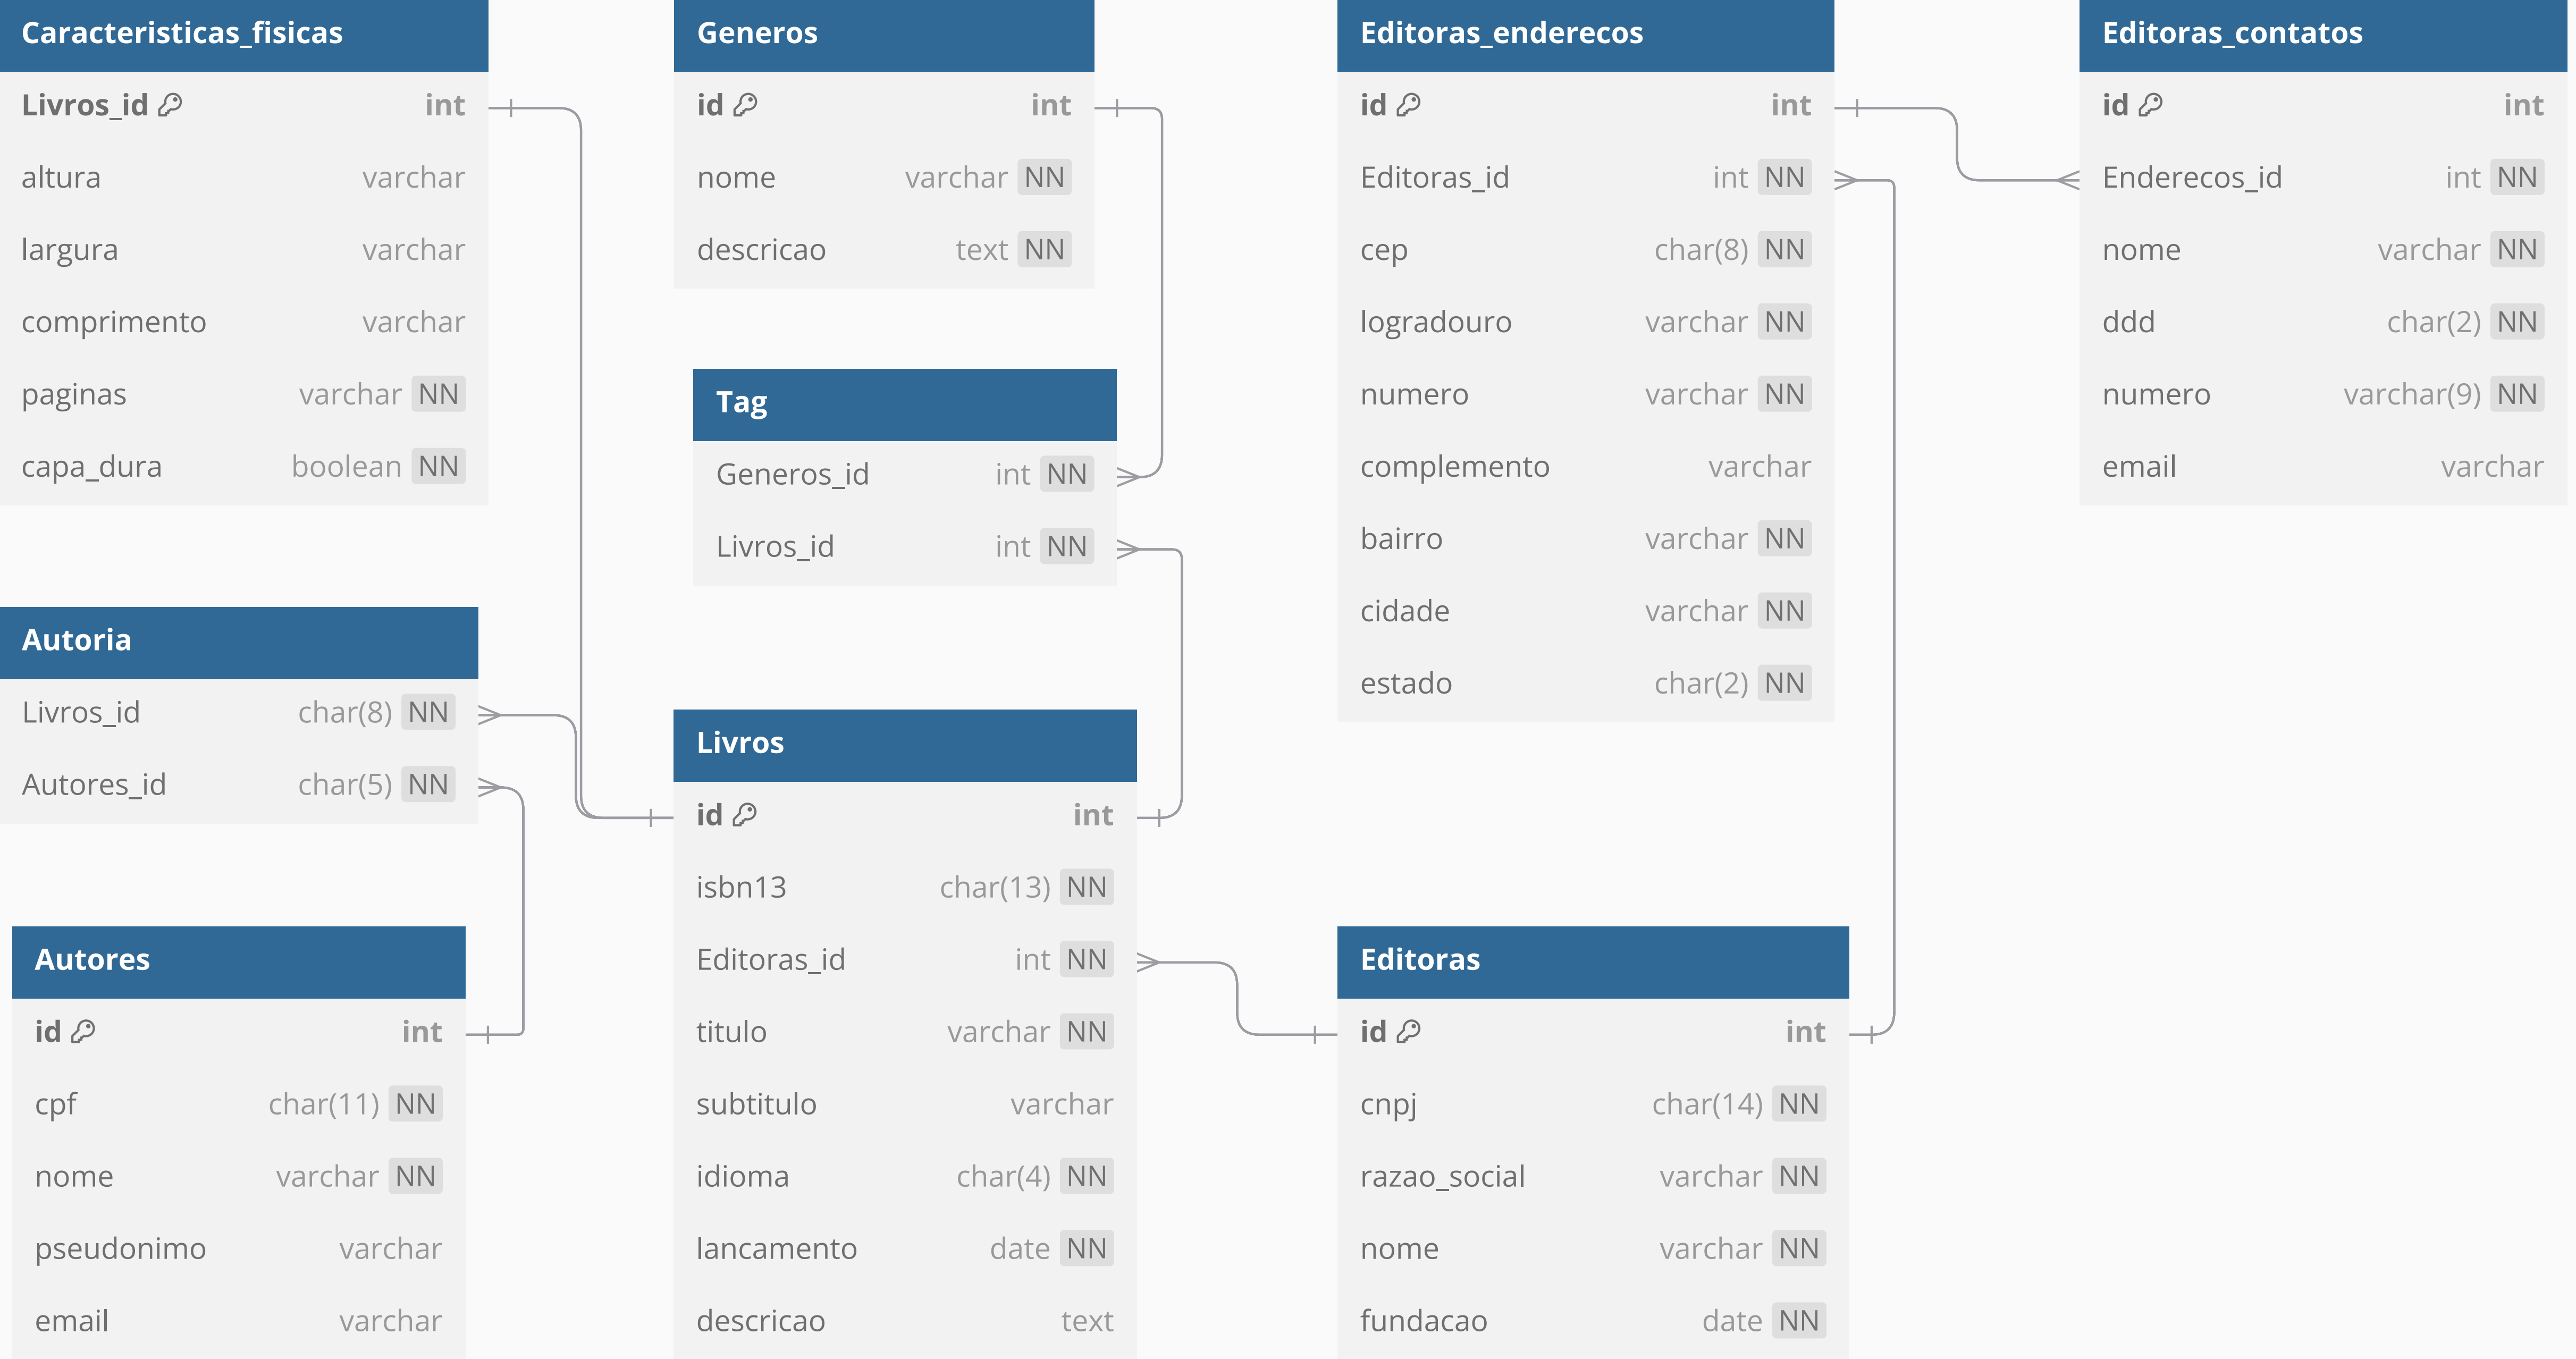 Caracteristicas_fisicas
Livros_id int
altura varchar
largura varchar
comprimento varchar
paginas varchar NN
capa_dura boolean NN
Generos
id int
nome varchar NN
descricao text NN
Tag
Generos_id int NN
Livros_id int NN
Editoras_enderecos
id int
Editoras_id int NN
cep char(8) NN
logradouro varchar NN
numero varchar NN
complemento varchar
bairro varchar NN
cidade varchar NN
estado char(2) NN
Editoras_contatos
id int
Enderecos_id int NN
nome varchar NN
ddd char(2) NN
numero varchar(9) NN
email varchar
Autoria
Livros_id char(8) NN
Autores_id char(5) NN
Autores
id int
cpf char(11) NN
nome varchar NN
pseudonimo varchar
email varchar
Livros
id int
isbn13 char(13) NN
Editoras_id int NN
titulo varchar NN
subtitulo varchar
idioma char(4) NN
lancamento date NN
descricao text
Editoras
id int
cnpj char(14) NN
razao_social varchar NN
nome varchar NN
fundacao date NN